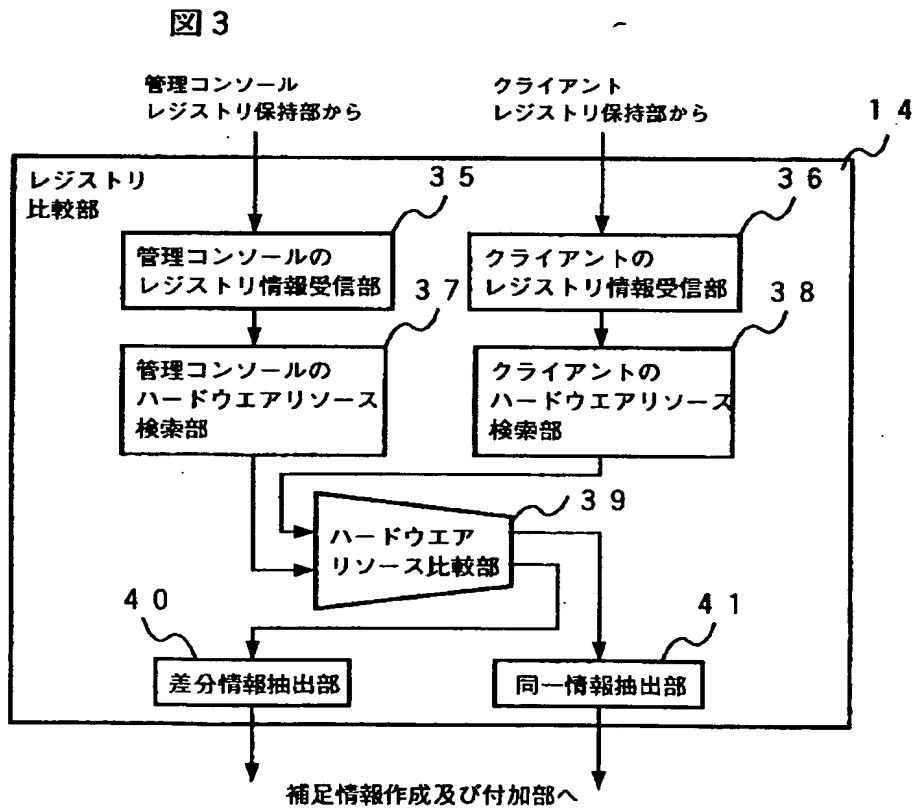 図3
管理コンソール
レジストリ保持部から
クライアント
レジストリ保持部から
14
レジストリ
比較部
35
36
管理コンソールの
レジストリ情報受信部
クライアントの
レジストリ情報受信部
37
38
管理コンソールの
ハードウエアリソース
検索部
クライアントの
ハードウエアリソース
検索部
39
ハードウエア
リソース比較部
40
41
差分情報抽出部
同一情報抽出部
補足情報作成及び付加部へ